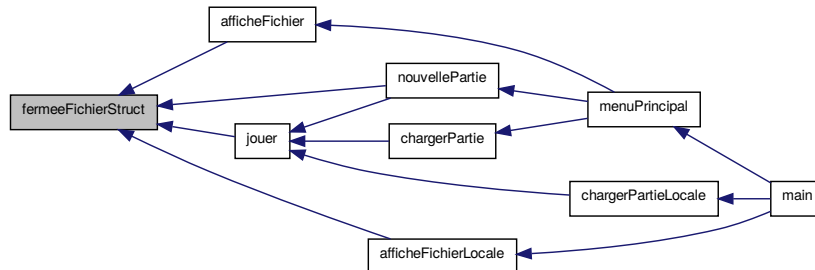 afficheFichier
nouvellePartie
fermeeFichierStruct
menuPrincipal
jouer
chargerPartie
chargerPartieLocale
main
afficheFichierLocale